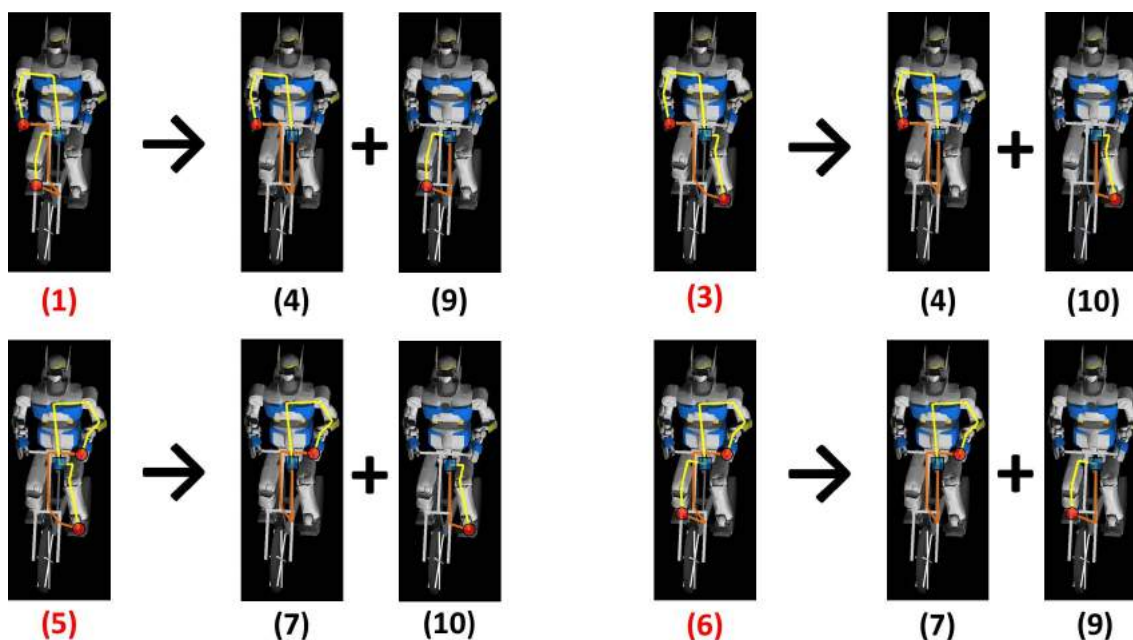 → + → +
(1) (4) (9) (3) (4) (10)
→ + → +
(5) (7) (10) (6) (7) (9)